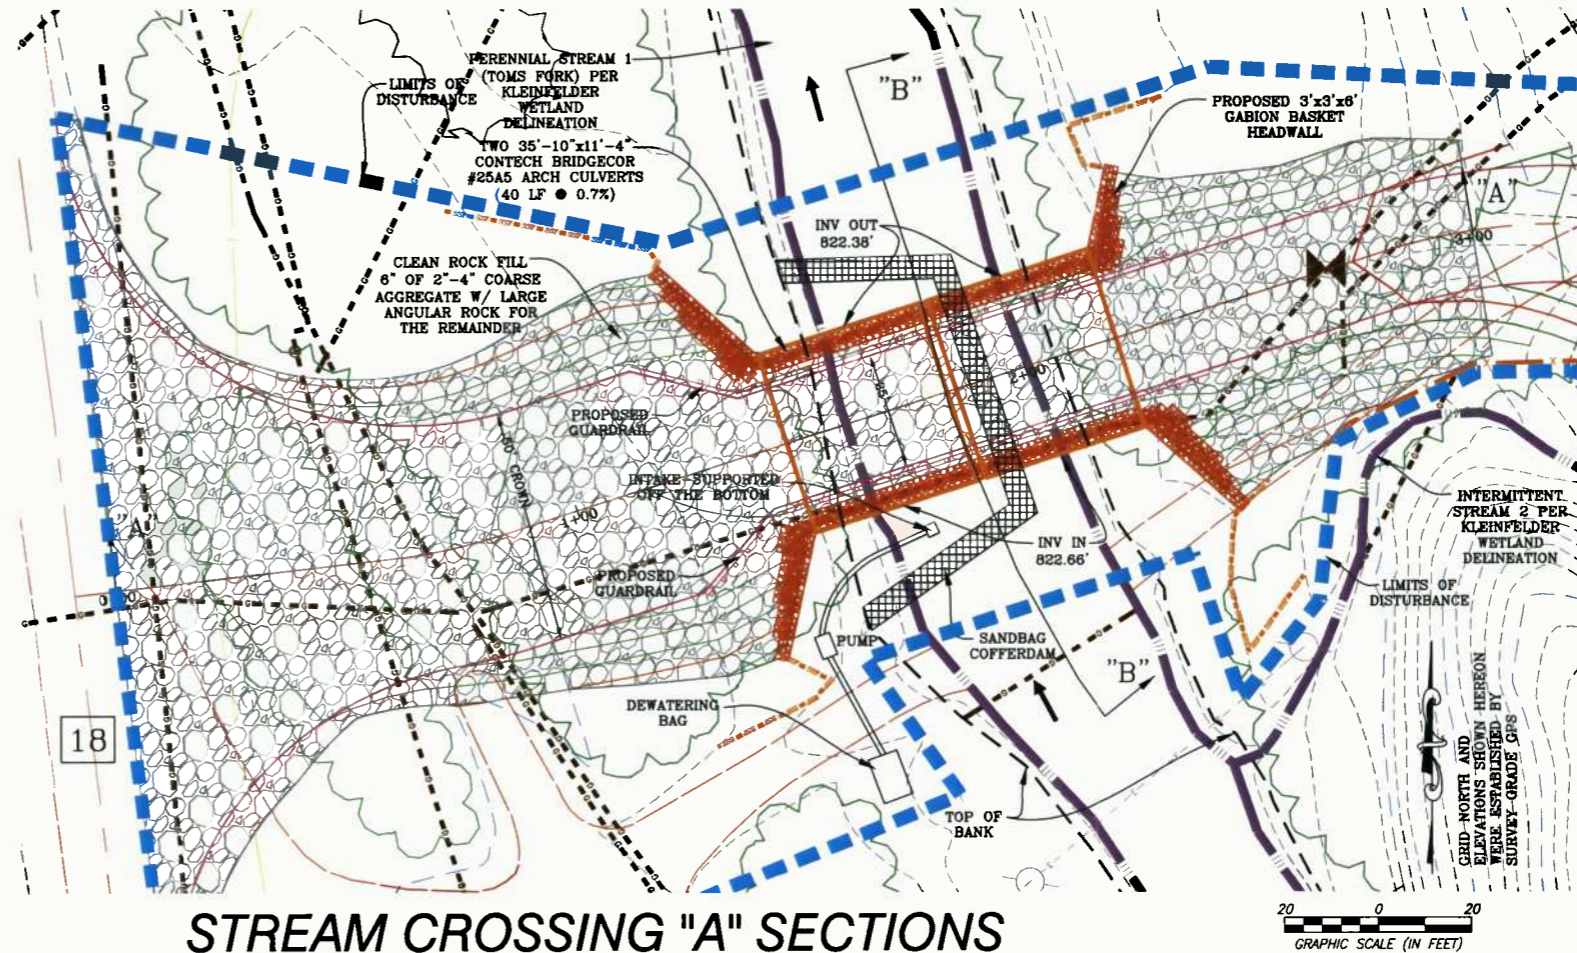 PERENNIAL STREAM 1
(TOMS FORK) PER
KLEINFELDER
WETLAND
DELINEATION
LIMITS OF
DISTURBANCE
TWO 35'-10"x11'-4"
CONTECH BRIDGECOR
#25A5 ARCH CULVERTS
(40 LF @ 0.7%)
"B"
PROPOSED 3'x3'x6'
GABION BASKET
HEADWALL
"A"
3+00
INV OUT
822.38'
CLEAN ROCK FILL
6" OF 2"-4" COARSE
AGGREGATE W/ LARGE
ANGULAR ROCK FOR
THE REMAINDER
2+00
PROPOSED
GUARDRAIL
50' CROWN
INTAKE SUPPORTED
OFF THE BOTTOM
1+00
"A"
INV IN
822.66'
INTERMITTENT
STREAM 2 PER
KLEINFELDER
WETLAND
DELINEATION
PROPOSED
GUARDRAIL
LIMITS OF
DISTURBANCE
PUMP
SANDBAG
COFFERDAM
"B"
DEWATERING
BAG
18
TOP OF
BANK
GRID NORTH AND
ELEVATIONS SHOWN HEREON
WERE ESTABLISHED BY
SURVEY GRADE GPS
STREAM CROSSING "A" SECTIONS
20 0 20
GRAPHIC SCALE (IN FEET)